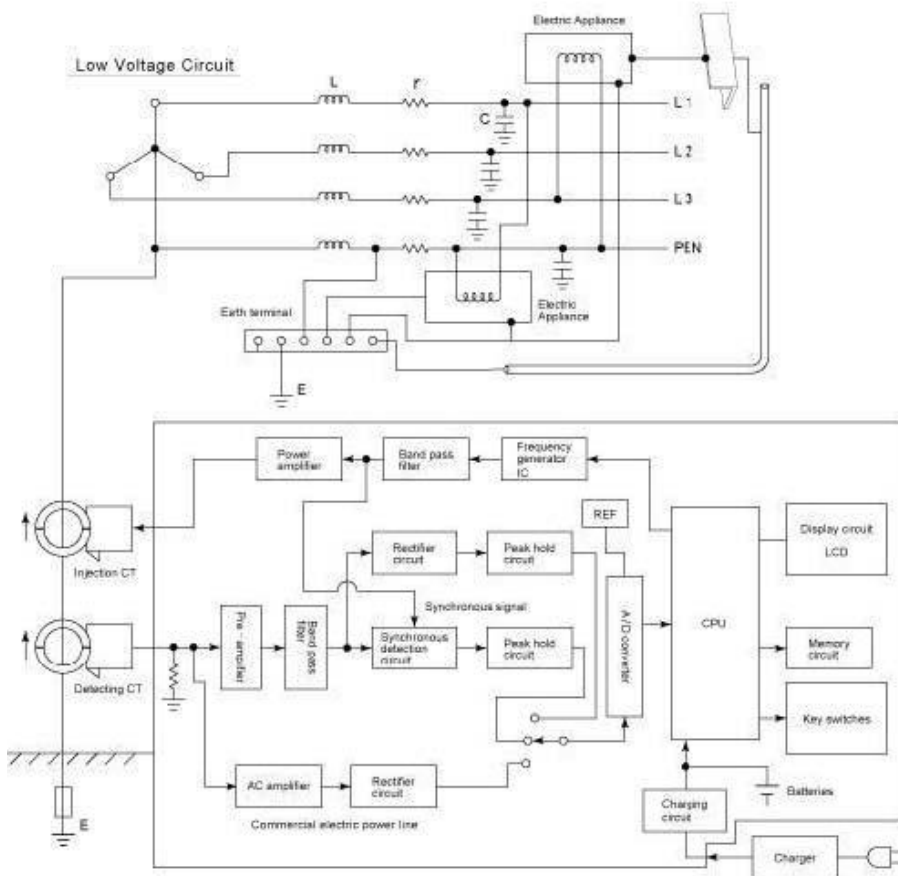 Electric Appliance
Low Voltage Circuit
L
r
L1
C
L2
L3
PEN
Earth terminal
Electric
Appliance
E
Power
amplifier
Band pass
filter
Frequency
generator
IC
REF
Display circuit
LCD
Rectifier
circuit
Peak hold
circuit
Injection CT
Synchronous signal
CPU
Pre-amplifier
Band pass
filter
Synchronous
detection
circuit
Peak hold
circuit
A/D converter
Memory
circuit
Detecting CT
Key switches
AC amplifier
Rectifier
circuit
Batteries
Charging
circuit
E
Commercial electric power line
Charger